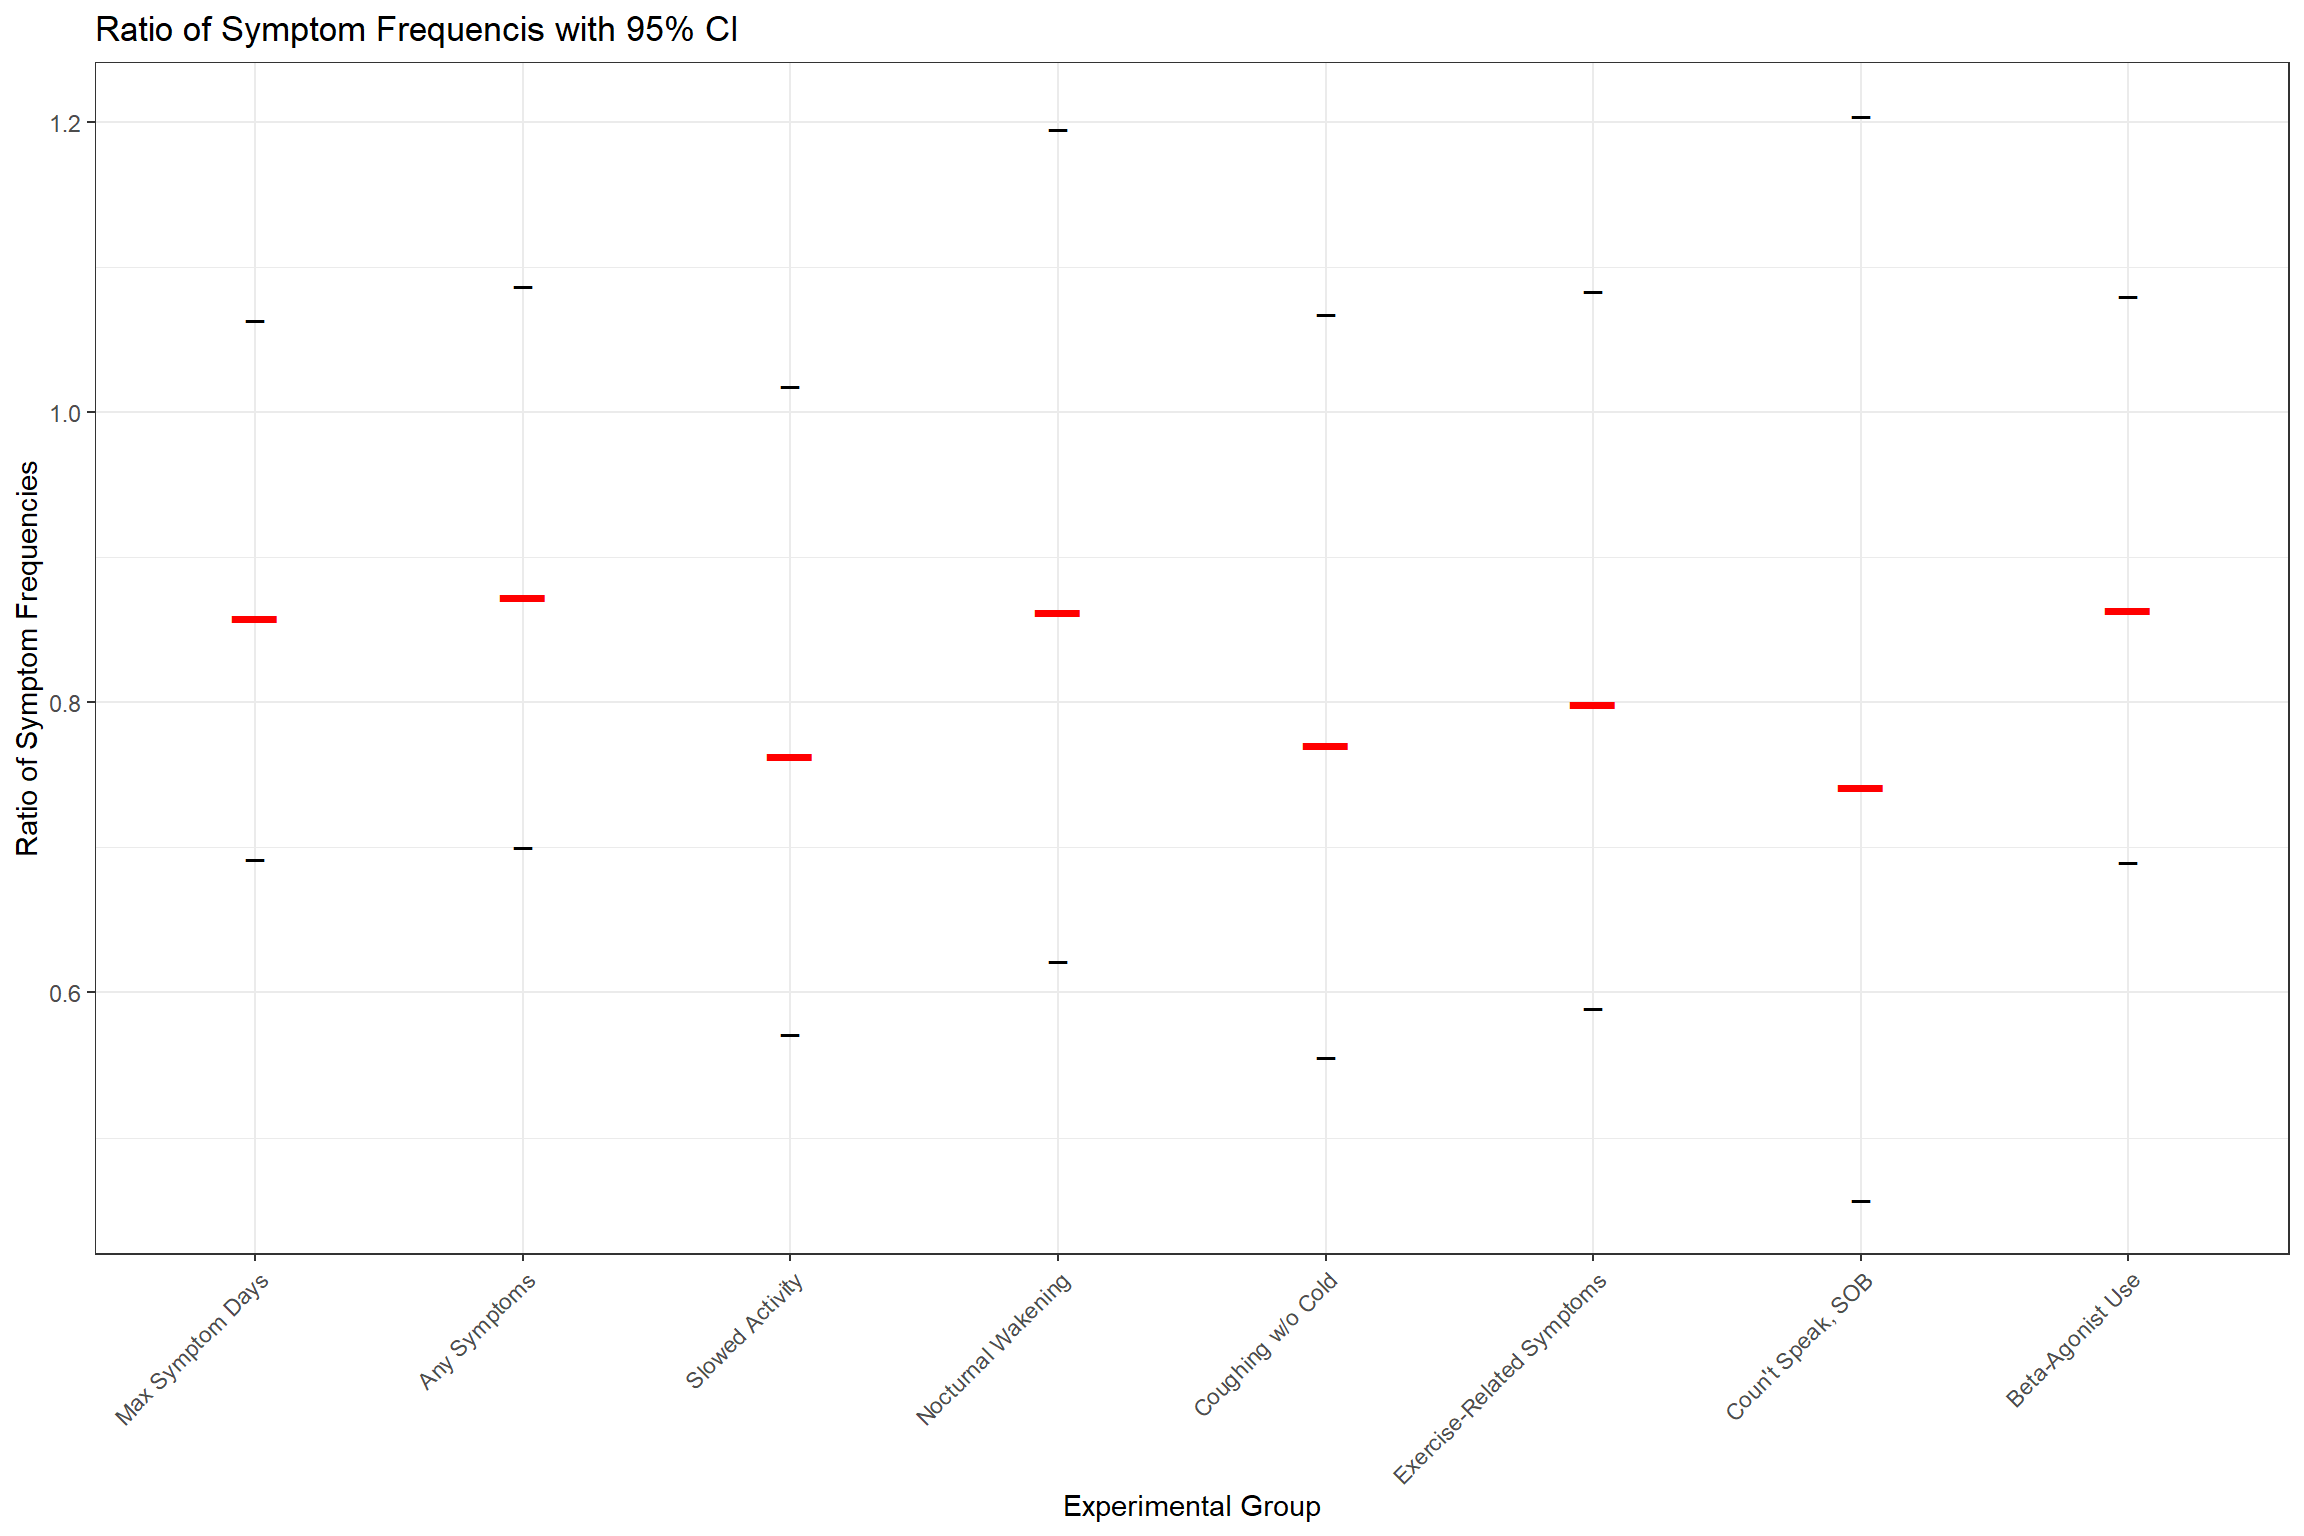 Ratio of Symptom Frequencis with 95% CI
Ratio of Symptom Frequencies
1.2
1.0
0.8
0.6
Max Symptom Days
Any Symptoms
Slowed Activity
Nocturnal Wakening
Coughing w/o Cold
Exercise-Related Symptoms
Coun't Speak, SOB
Beta-Agonist Use
Experimental Group